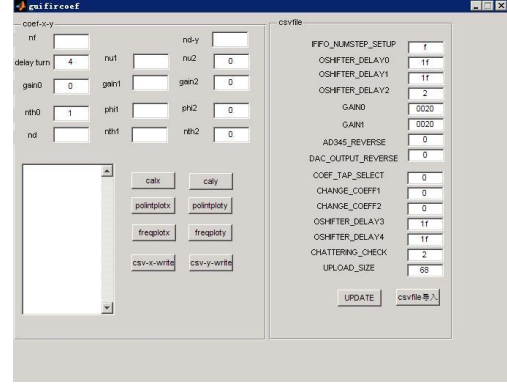 guifircoef
coef-x-y
nf
nd-y
delay turn 4 nu1 nu2 0
gain0 0 gain1 gain2 0
nth0 1 phi1 phi2 0
nd nth1 nth2 0
calx caly
polintplotx polintploty
freqplotx freqploty
csv-x-write csv-y-write
csvfile
FIFO_NUMSTEP_SETUP f
OSHIFTER_DELAY0 1f
OSHIFTER_DELAY1 1f
OSHIFTER_DELAY2 2
GAIN0 0020
GAIN1 0020
AD345_REVERSE 0
DAC_OUTPUT_REVERSE 0
COEF_TAP_SELECT 0
CHANGE_COEFF1 0
CHANGE_COEFF2 0
OSHIFTER_DELAY3 1f
OSHIFTER_DELAY4 1f
CHATTERING_CHECK 2
UPLOAD_SIZE 68
UPDATE csvfile导入